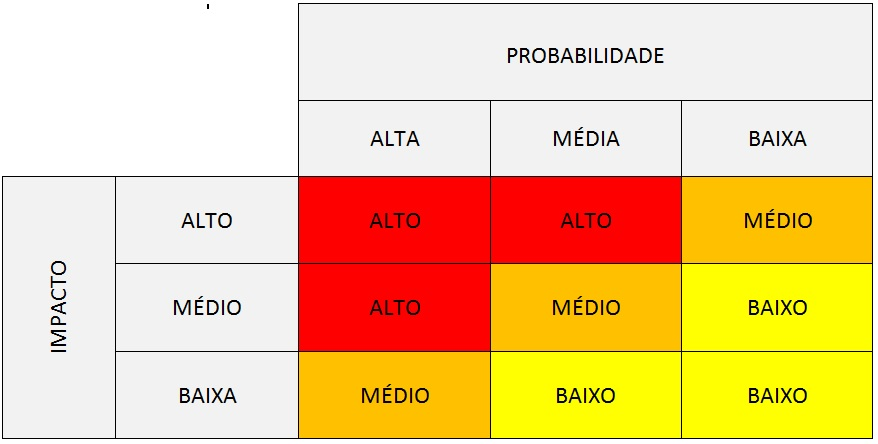 PROBABILIDADE
ALTA MÉDIA BAIXA
IMPACTO
ALTO ALTO ALTO MÉDIO
MÉDIO ALTO MÉDIO BAIXO
BAIXA MÉDIO BAIXO BAIXO